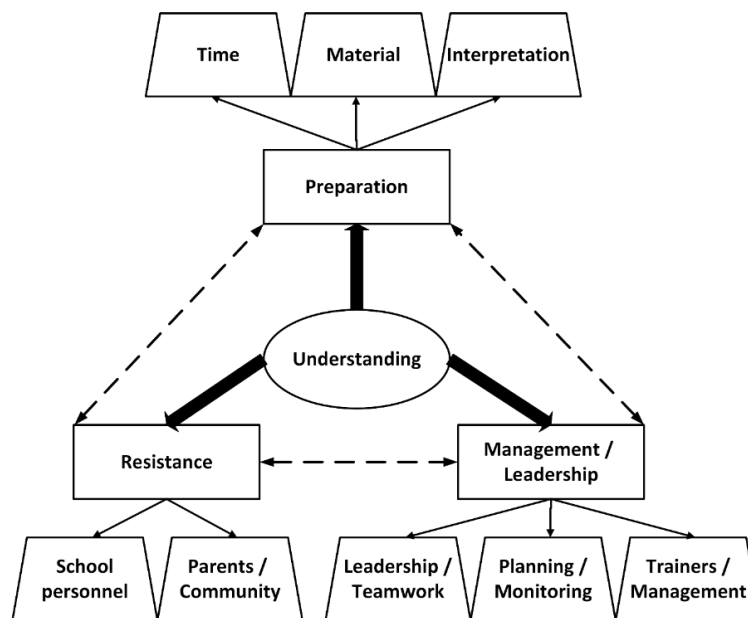 Time
Material
Interpretation
Preparation
Understanding
Resistance
Management /
Leadership
School
personnel
Parents /
Community
Leadership /
Teamwork
Planning /
Monitoring
Trainers /
Management